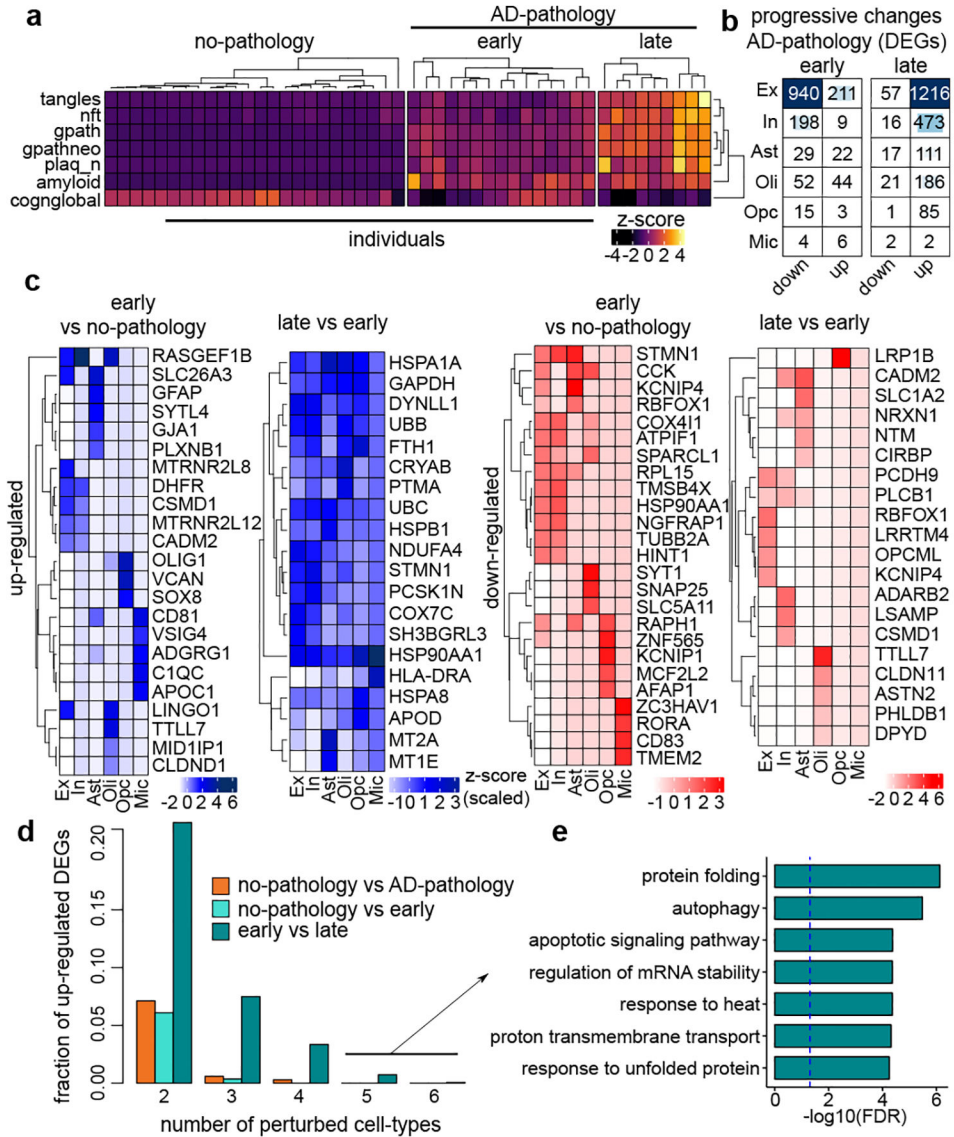 a
AD-pathology
no-pathology
early
late
tangles
nft
gpath
gpathneo
plaq_n
amyloid
cognglobal
individuals
z-score
-4 -2 0 2 4
b
progressive changes
AD-pathology (DEGs)
early late
Ex 940 211 57 1216
In 198 9 16 473
Ast 29 22 17 111
Oli 52 44 21 186
Opc 15 3 1 85
Mic 4 6 2 2
down up down up
c
early
vs no-pathology
up-regulated
RASGEF1B
SLC26A3
GFAP
SYTL4
GJA1
PLXNB1
MTRNR2L8
DHFR
CSMD1
MTRNR2L12
CADM2
OLIG1
VCAN
SOX8
CD81
VSIG4
ADGRG1
C1QC
APOC1
LINGO1
TTLL7
MID1IP1
CLDND1
Ex In Ast Oli Opc Mic
-2 0 2 4 6
late vs early
HSPA1A
GAPDH
DYNLL1
UBB
FTH1
CRYAB
PTMA
UBC
HSPB1
NDUFA4
STMN1
PCSK1N
COX7C
SH3BGRL3
HSP90AA1
HLA-DRA
HSPA8
APOD
MT2A
MT1E
Ex In Ast Oli Opc Mic
z-score
(scaled)
-1 0 1 2 3
early
vs no-pathology
down-regulated
STMN1
CCK
KCNIP4
RBFOX1
COX4I1
ATPIF1
SPARCL1
RPL15
TMSB4X
HSP90AA1
NGFRAP1
TUBB2A
HINT1
SYT1
SNAP25
SLC5A11
RAPH1
ZNF565
KCNIP1
MCF2L2
AFAP1
ZC3HAV1
RORA
CD83
TMEM2
Ex In Ast Oli Opc Mic
-1 0 1 2 3
late vs early
LRP1B
CADM2
SLC1A2
NRXN1
NTM
CIRBP
PCDH9
PLCB1
RBFOX1
LRRTM4
OPCML
KCNIP4
ADARB2
LSAMP
CSMD1
TTLL7
CLDN11
ASTN2
PHLDB1
DPYD
Ex In Ast Oli Opc Mic
-2 0 2 4 6
d
fraction of up-regulated DEGs
0.20
0.15
0.10
0.05
0.00
no-pathology vs AD-pathology
no-pathology vs early
early vs late
2 3 4 5 6
number of perturbed cell-types
e
protein folding
autophagy
apoptotic signaling pathway
regulation of mRNA stability
response to heat
proton transmembrane transport
response to unfolded protein
0 2 4 6
-log10(FDR)